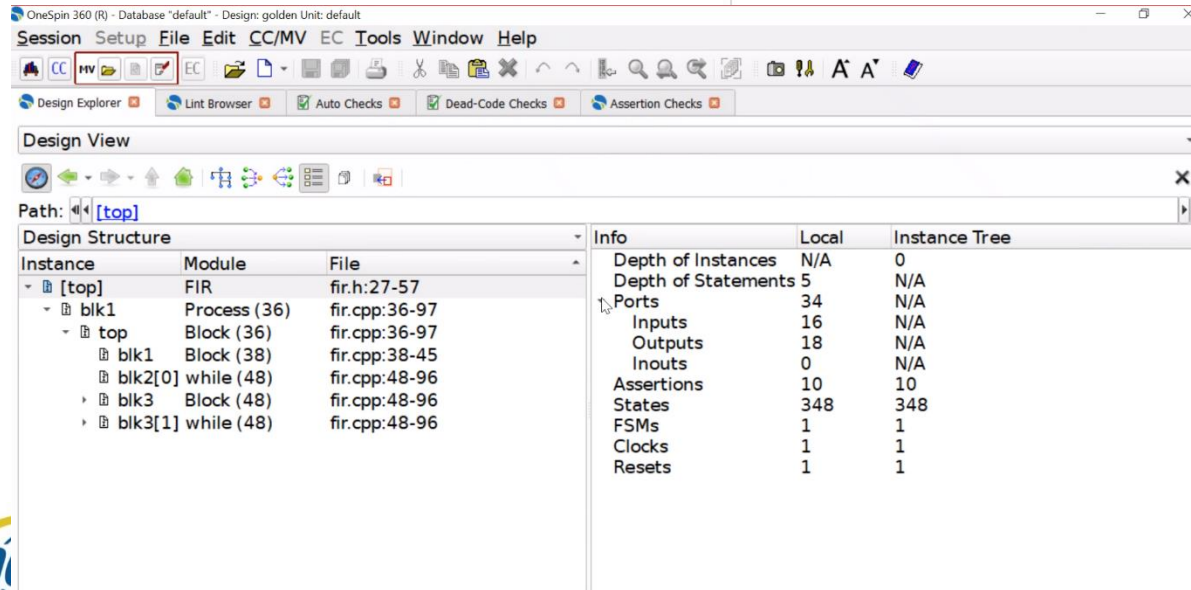 OneSpin 360 (R) - Database "default" - Design: golden Unit: default
Session Setup File Edit CC/MV EC Tools Window Help
CC MV EC
Design Explorer Lint Browser Auto Checks Dead-Code Checks Assertion Checks
Design View
Path: [top]
Design Structure
Instance Module File
[top] FIR fir.h:27-57
blk1 Process (36) fir.cpp:36-97
top Block (36) fir.cpp:36-97
blk1 Block (38) fir.cpp:38-45
blk2[0] while (48) fir.cpp:48-96
blk3 Block (48) fir.cpp:48-96
blk3[1] while (48) fir.cpp:48-96
Info Local Instance Tree
Depth of Instances N/A 0
Depth of Statements 5 N/A
Ports 34 N/A
Inputs 16 N/A
Outputs 18 N/A
Inouts 0 N/A
Assertions 10 10
States 348 348
FSMs 1 1
Clocks 1 1
Resets 1 1